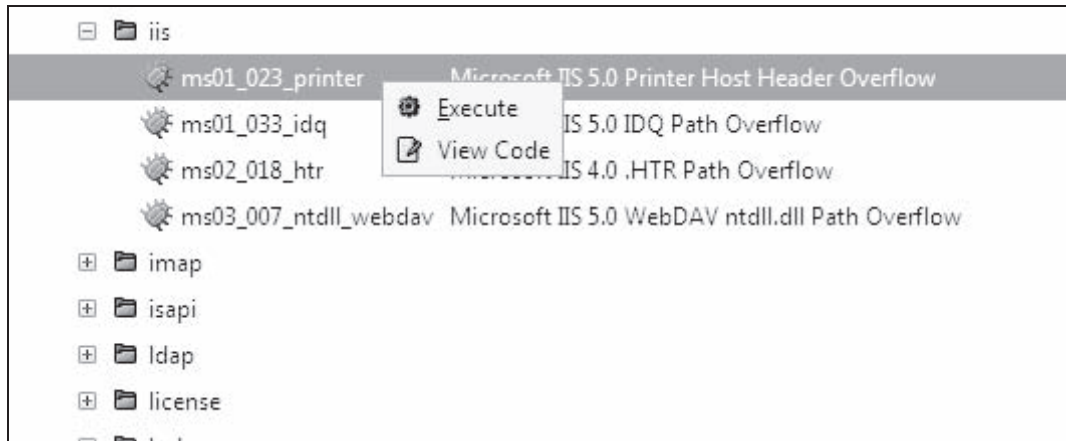 iis
ms01_023_printer Microsoft IIS 5.0 Printer Host Header Overflow
Execute
ms01_033_idq IS 5.0 IDQ Path Overflow
View Code
ms02_018_htr IIS 4.0 .HTR Path Overflow
ms03_007_ntdll_webdav Microsoft IIS 5.0 WebDAV ntdll.dll Path Overflow
imap
isapi
ldap
license